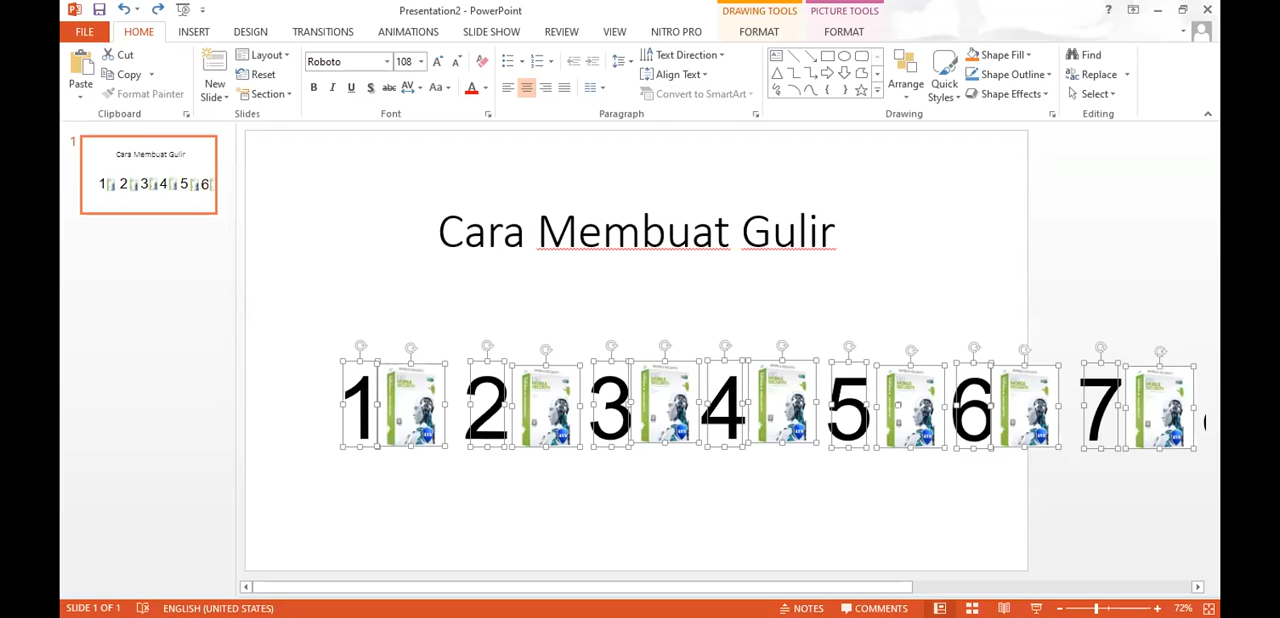 Presentation2 - PowerPoint
DRAWING TOOLS
PICTURE TOOLS
?
FILE
HOME
INSERT
DESIGN
TRANSITIONS
ANIMATIONS
SLIDE SHOW
REVIEW
VIEW
NITRO PRO
FORMAT
FORMAT
Paste
Cut
Copy
Format Painter
Clipboard
New Slide
Layout
Reset
Section
Slides
Roboto
108
B I U S abc AV Aa A
Font
Text Direction
Align Text
Convert to SmartArt
Paragraph
Arrange
Quick Styles
Shape Fill
Shape Outline
Shape Effects
Drawing
Find
Replace
Select
Editing
1
Cara Membuat Gulir
1 2 3 4 5 6
Cara Membuat Gulir
1 2 3 4 5 6 7
SLIDE 1 OF 1
ENGLISH (UNITED STATES)
NOTES
COMMENTS
72%